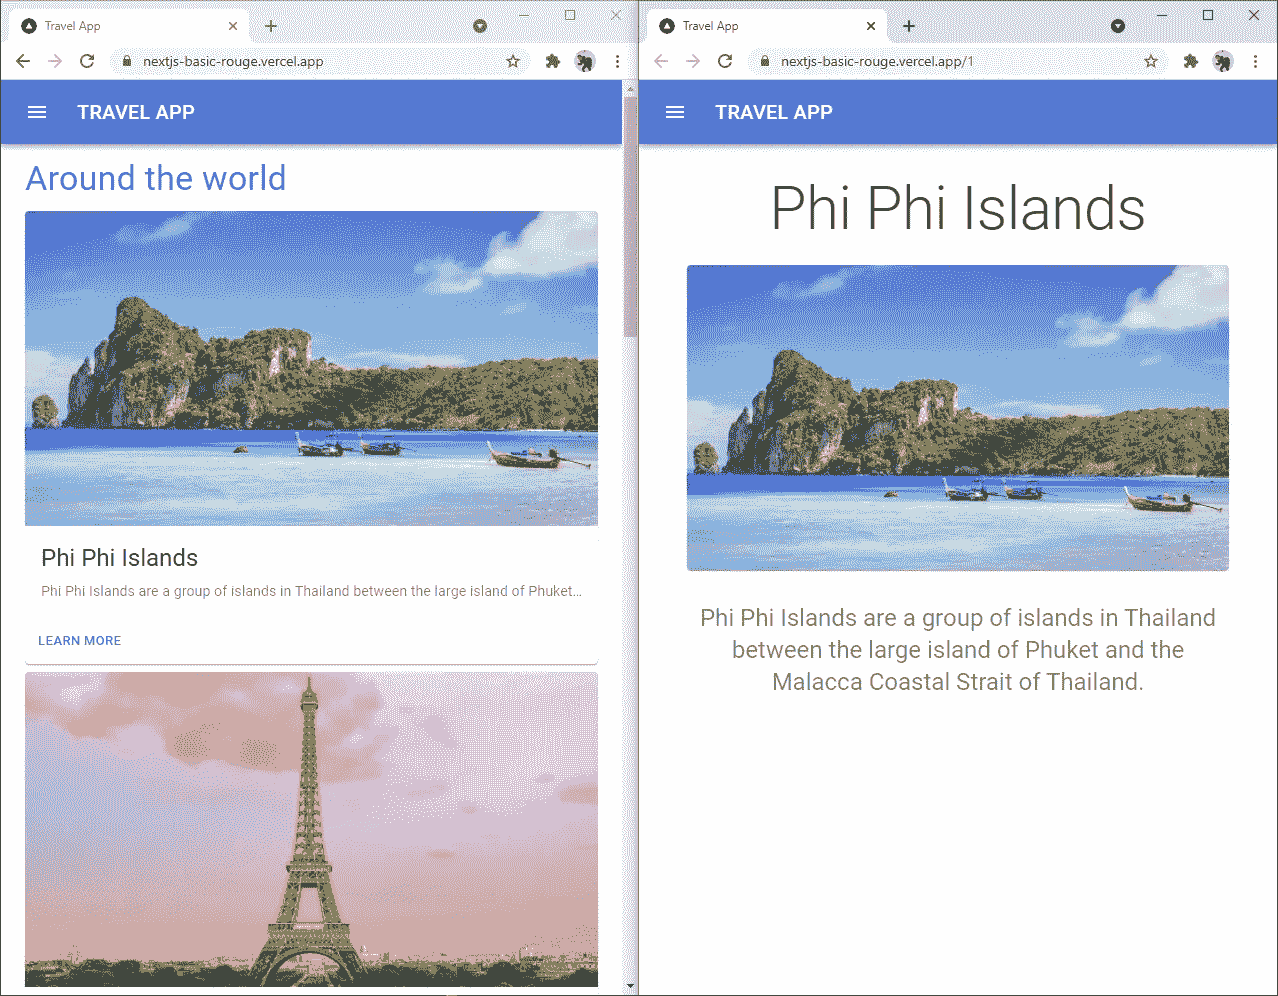 Travel App
nextjs-basic-rouge.vercel.app
TRAVEL APP
Around the world
Phi Phi Islands
Phi Phi Islands are a group of islands in Thailand between the large island of Phuket...
LEARN MORE
Travel App
nextjs-basic-rouge.vercel.app/1
TRAVEL APP
Phi Phi Islands
Phi Phi Islands are a group of islands in Thailand
between the large island of Phuket and the
Malacca Coastal Strait of Thailand.